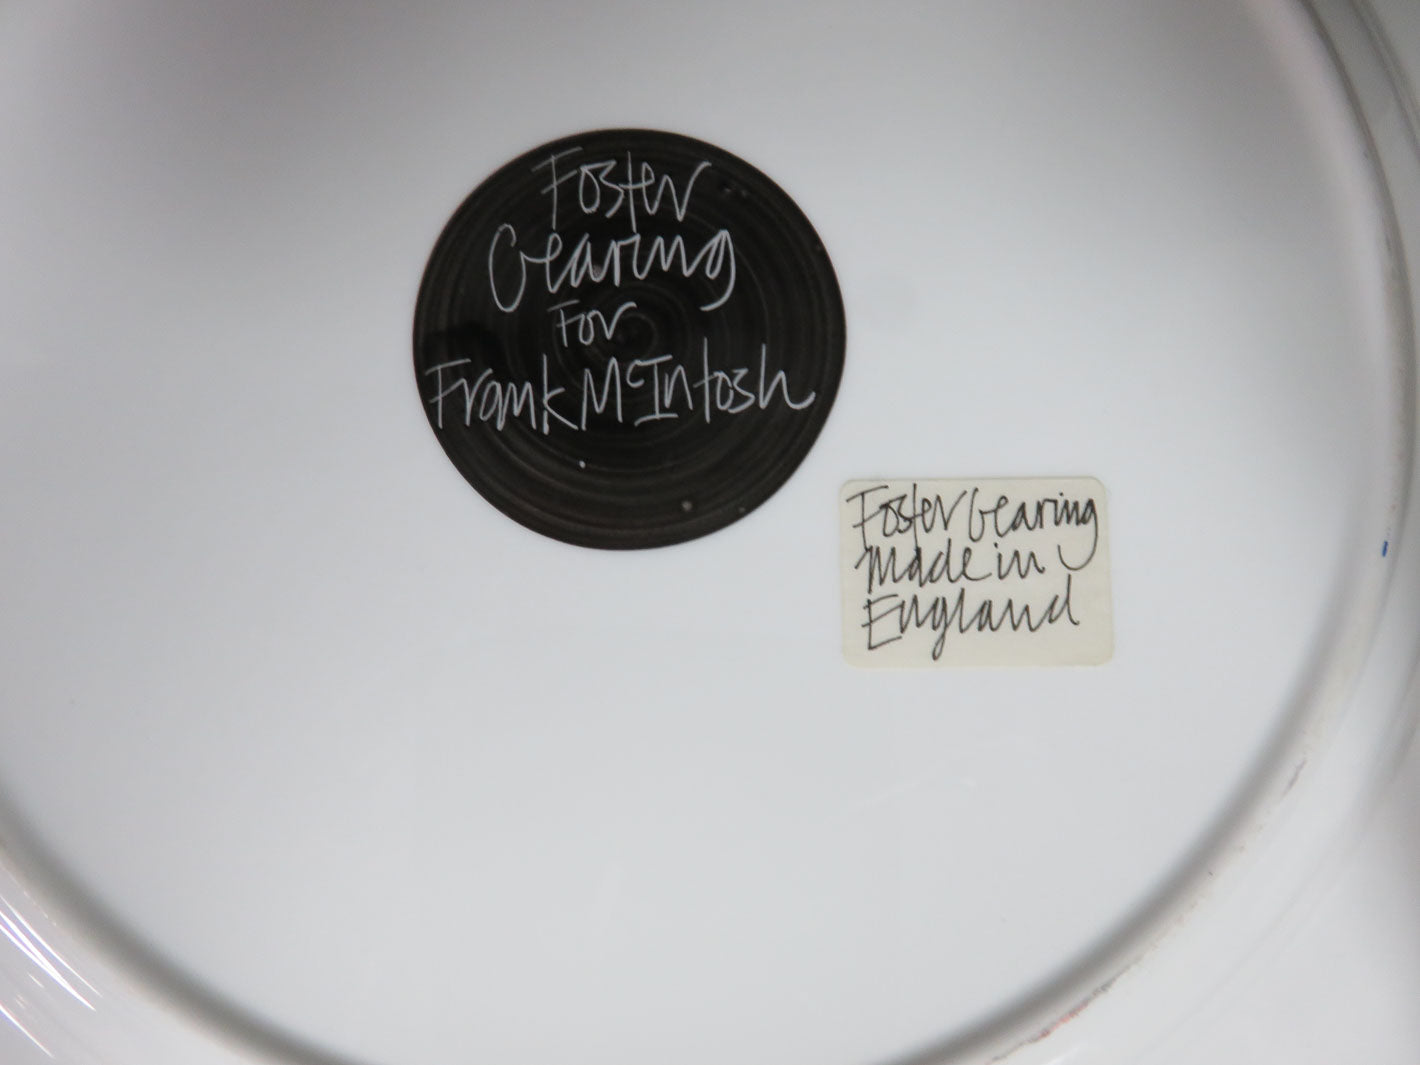 Foster
Gearing
For
Frank McIntosh
Foster Gearing
Made in
England